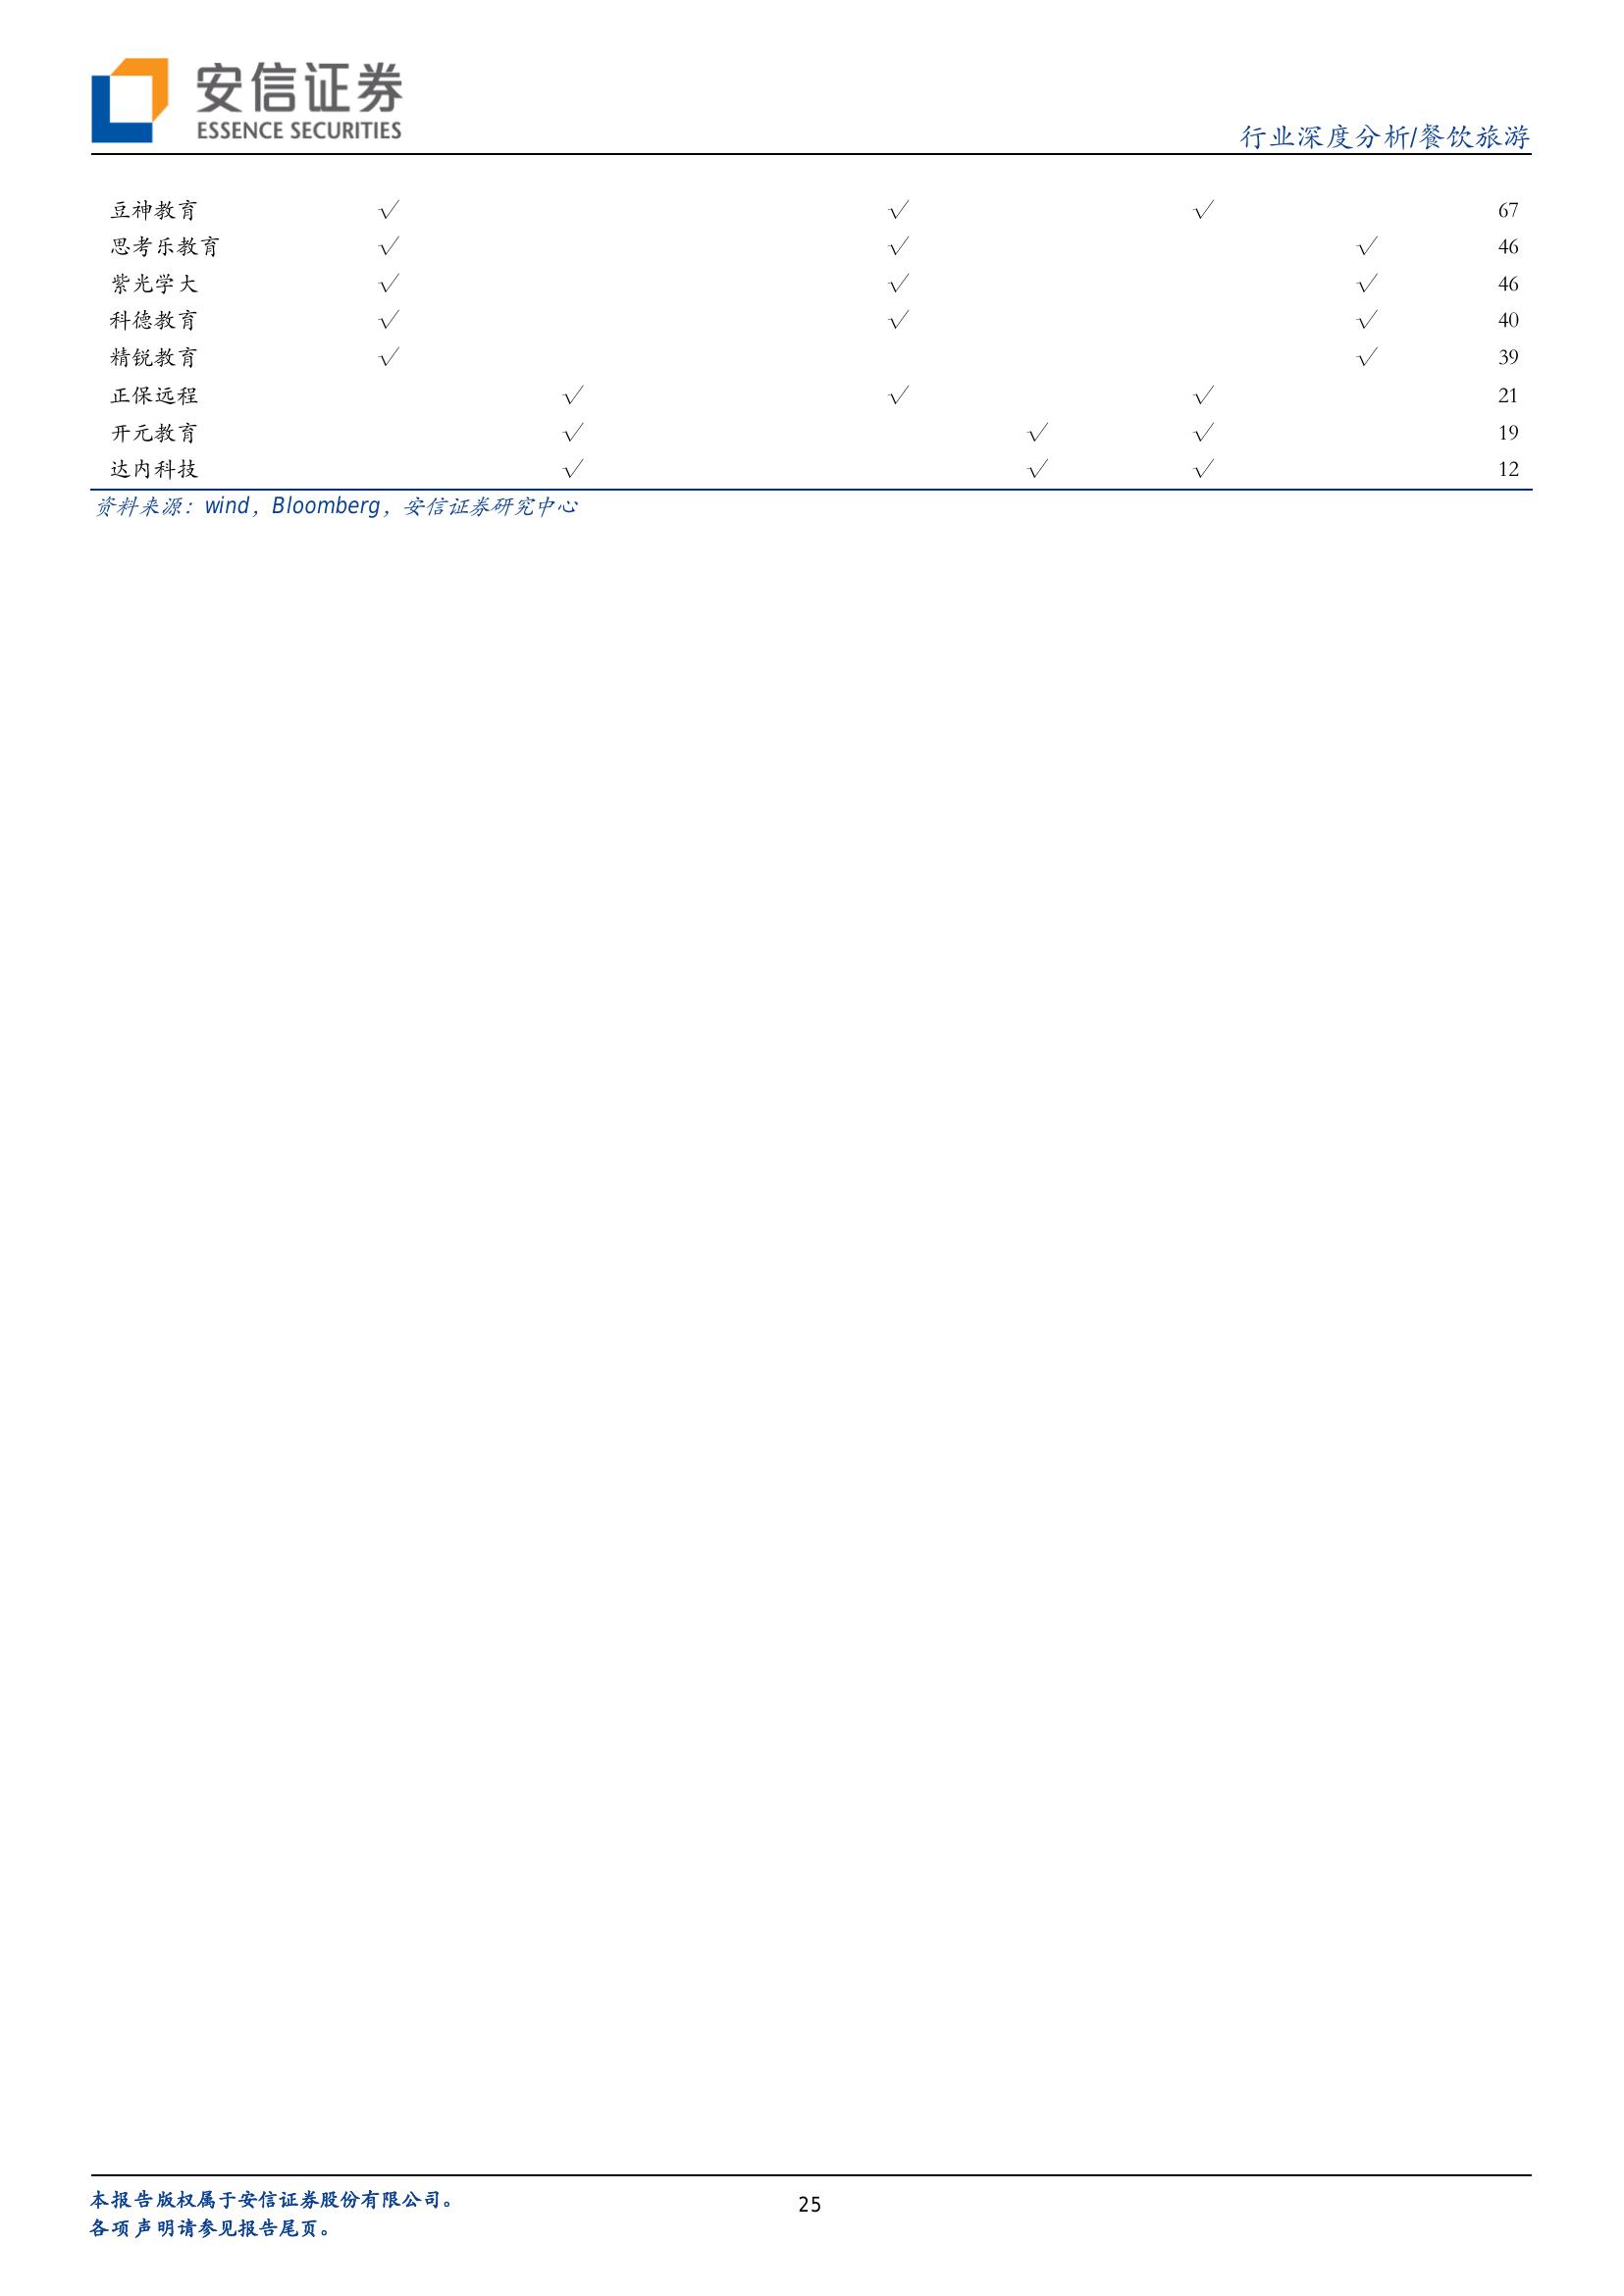 安信证券
ESSENCE SECURITIES
行业深度分析/餐饮旅游
豆神教育 √ √ √ 67
思考乐教育 √ √ √ 46
紫光学大 √ √ √ 46
科德教育 √ √ √ 40
精锐教育 √ √ 39
正保远程 √ √ √ 21
开元教育 √ √ √ 19
达内科技 √ √ √ 12
资料来源：wind，Bloomberg，安信证券研究中心
本报告版权属于安信证券股份有限公司。
25
各项声明请参见报告尾页。